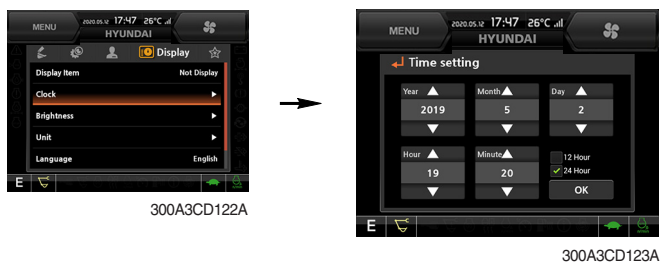 MENU
2020.05.12 17:47 26°C
HYUNDAI
Display
Display Item Not Display
Clock
Brightness
Unit
Language English
E
300A3CD122A
MENU
2020.05.12 17:47 26°C
HYUNDAI
Time setting
Year Month Day
2019 5 2
Hour Minute
12 Hour
24 Hour
19 20
OK
E
300A3CD123A